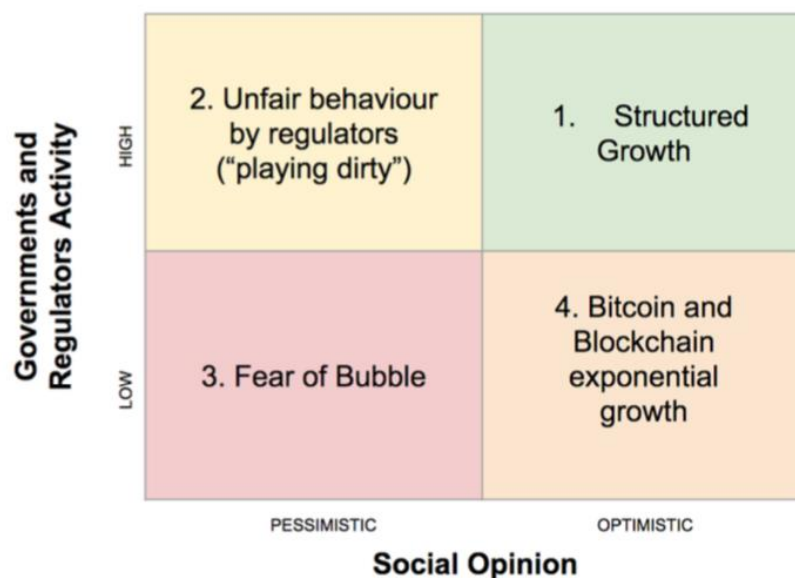 Governments and
Regulators Activity
HIGH
LOW
2. Unfair behaviour
by regulators
(“playing dirty”)
1. Structured
Growth
3. Fear of Bubble
4. Bitcoin and
Blockchain
exponential
growth
PESSIMISTIC
OPTIMISTIC
Social Opinion